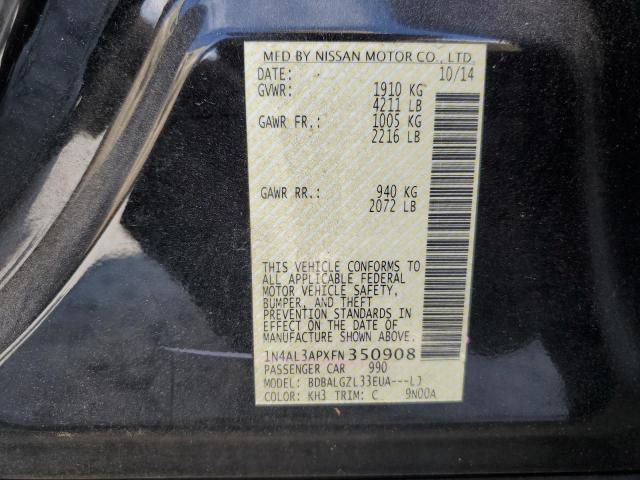 MFD BY NISSAN MOTOR CO., LTD.
DATE: 10/14
GVWR: 1910 KG
4211 LB
GAWR FR.: 1005 KG
2216 LB
GAWR RR.: 940 KG
2072 LB
THIS VEHICLE CONFORMS TO
ALL APPLICABLE FEDERAL
MOTOR VEHICLE SAFETY,
BUMPER, AND THEFT
PREVENTION STANDARDS IN
EFFECT ON THE DATE OF
MANUFACTURE SHOWN ABOVE.
1N4AL3APXFN350908
PASSENGER CAR 990
MODEL: BDBALGZL33EUA---LJ
COLOR: KH3 TRIM: C 9N00A